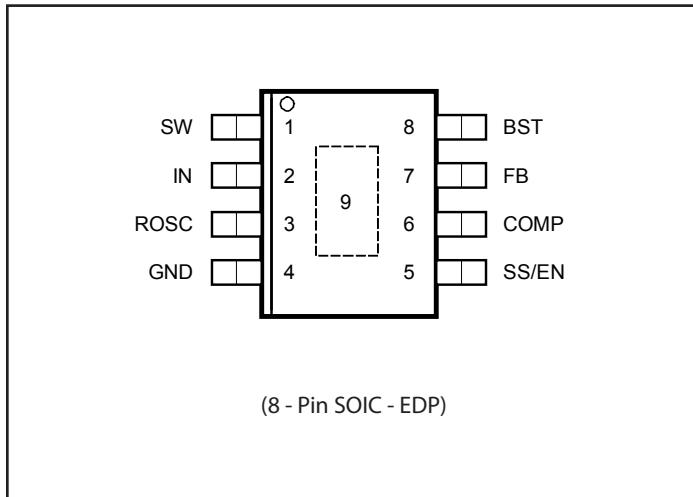 SW 1 8 BST
IN 2 7 FB
9
ROSC 3 6 COMP
GND 4 5 SS/EN
(8 - Pin SOIC - EDP)